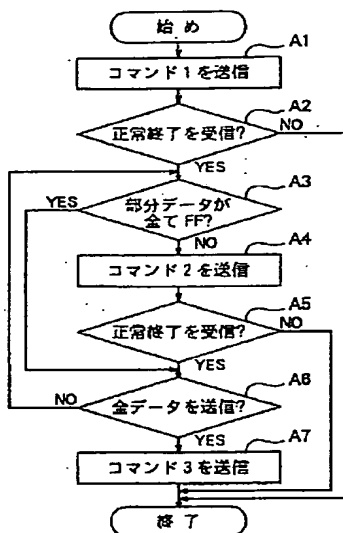 始め
A1
コマンド1を送信
A2
正常終了を受信?
NO
YES
A3
YES
部分データが
全てFF?
NO
A4
コマンド2を送信
A5
正常終了を受信?
NO
YES
A6
NO
全データを送信?
YES
A7
コマンド3を送信
終了